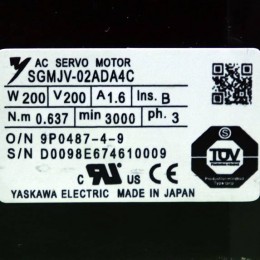 AC SERVO MOTOR
SGMJV-02ADA4C
W 200 V 200 A 1.6 Ins. B
N.m 0.637 min 3000 ph. 3
O/N 9P0487-4-9
S/N D0098E674610009
TÜV
C US
CE
YASKAWA ELECTRIC MADE IN JAPAN